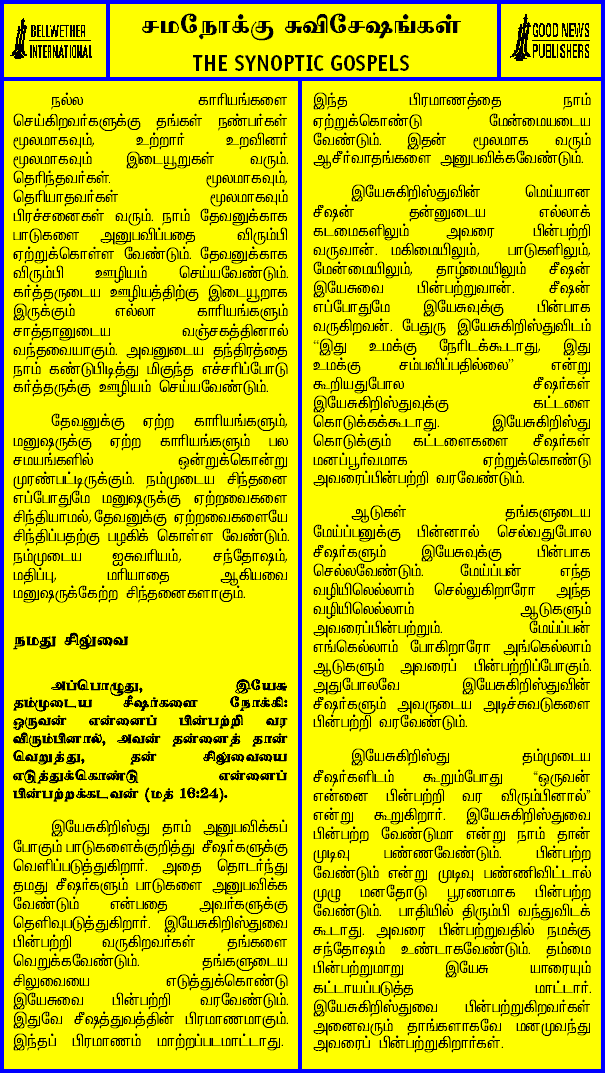 BELLWETHER
INTERNATIONAL
சமநோக்கு சுவிசேஷங்கள்
THE SYNOPTIC GOSPELS
GOOD NEWS
PUBLISHERS
நல்ல காரியங்களை
செய்கிறவர்களுக்கு தங்கள் நண்பர்கள்
மூலமாகவும், உற்றார் உறவினர்
மூலமாகவும் இடையூறுகள் வரும்.
தெரிந்தவர்கள். மூலமாகவும்,
தெரியாதவர்கள் மூலமாகவும்
பிரச்சனைகள் வரும். நாம் தேவனுக்காக
பாடுகளை அனுபவிப்பதை விரும்பி
ஏற்றுக்கொள்ள வேண்டும். தேவனுக்காக
விரும்பி ஊழியம் செய்யவேண்டும்.
கர்த்தருடைய ஊழியத்திற்கு இடையூறாக
இருக்கும் எல்லா காரியங்களும்
சாத்தானுடைய வஞ்சகத்தினால்
வந்தவையாகும். அவனுடைய தந்திரத்தை
நாம் கண்டுபிடித்து மிகுந்த எச்சரிப்போடு
கர்த்தருக்கு ஊழியம் செய்யவேண்டும்.
தேவனுக்கு ஏற்ற காரியங்களும்,
மனுஷருக்கு ஏற்ற காரியங்களும் பல
சமயங்களில் ஒன்றுக்கொன்று
முரண்பட்டிருக்கும். நம்முடைய சிந்தனை
எப்போதுமே மனுஷருக்கு ஏற்றவைகளை
சிந்தியாமல், தேவனுக்கு ஏற்றவைகளையே
சிந்திப்பதற்கு பழகிக் கொள்ள வேண்டும்.
நம்முடைய ஐசுவரியம், சந்தோஷம்,
மதிப்பு, மரியாதை ஆகியவை
மனுஷருக்கேற்ற சிந்தனைகளாகும்.
நமது சிலுவை
அப்பொழுது, இயேசு
தம்முடைய சீஷர்களை நோக்கி:
ஒருவன் என்னைப் பின்பற்றி வர
விரும்பினால், அவன் தன்னைத் தான்
வெறுத்து, தன் சிலுவையை
எடுத்துக்கொண்டு என்னைப்
பின்பற்றக்கடவன் (மத் 16:24).
இயேசுகிறிஸ்து தாம் அனுபவிக்கப்
போகும் பாடுகளைக்குறித்து சீஷர்களுக்கு
வெளிப்படுத்துகிறார். அதை தொடர்ந்து
தமது சீஷர்களும் பாடுகளை அனுபவிக்க
வேண்டும் என்பதை அவர்களுக்கு
தெளிவுபடுத்துகிறார். இயேசுகிறிஸ்துவை
பின்பற்றி வருகிறவர்கள் தங்களை
வெறுக்கவேண்டும். தங்களுடைய
சிலுவையை எடுத்துக்கொண்டு
இயேசுவை பின்பற்றி வரவேண்டும்.
இதுவே சீஷத்துவத்தின் பிரமாணமாகும்.
இந்தப் பிரமாணம் மாற்றப்படமாட்டாது.
இந்த பிரமாணத்தை நாம்
ஏற்றுக்கொண்டு மேன்மையடைய
வேண்டும். இதன் மூலமாக வரும்
ஆசீர்வாதங்களை அனுபவிக்கவேண்டும்.
இயேசுகிறிஸ்துவின் மெய்யான
சீஷன் தன்னுடைய எல்லாக்
கடமைகளிலும் அவரை பின்பற்றி
வருவான். மகிமையிலும், பாடுகளிலும்,
மேன்மையிலும், தாழ்மையிலும் சீஷன்
இயேசுவை பின்பற்றுவான். சீஷன்
எப்போதுமே இயேசுவுக்கு பின்பாக
வருகிறவன். பேதுரு இயேசுகிறிஸ்துவிடம்
“இது உமக்கு நேரிடக்கூடாது, இது
உமக்கு சம்பவிப்பதில்லை” என்று
கூறியதுபோல சீஷர்கள்
இயேசுகிறிஸ்துவுக்கு கட்டளை
கொடுக்கக்கூடாது. இயேசுகிறிஸ்து
கொடுக்கும் கட்டளைகளை சீஷர்கள்
மனப்பூர்வமாக ஏற்றுக்கொண்டு
அவரைப்பின்பற்றி வரவேண்டும்.
ஆடுகள் தங்களுடைய
மேய்ப்பனுக்கு பின்னால் செல்வதுபோல
சீஷர்களும் இயேசுவுக்கு பின்பாக
செல்லவேண்டும். மேய்ப்பன் எந்த
வழியிலெல்லாம் செல்லுகிறாரோ அந்த
வழியிலெல்லாம் ஆடுகளும்
அவரைப்பின்பற்றும். மேய்ப்பன்
எங்கெல்லாம் போகிறாரோ அங்கெல்லாம்
ஆடுகளும் அவரைப் பின்பற்றிப்போகும்.
அதுபோலவே இயேசுகிறிஸ்துவின்
சீஷர்களும் அவருடைய அடிச்சுவடுகளை
பின்பற்றி வரவேண்டும்.
இயேசுகிறிஸ்து தம்முடைய
சீஷர்களிடம் கூறும்போது “ஒருவன்
என்னை பின்பற்றி வர விரும்பினால்”
என்று கூறுகிறார். இயேசுகிறிஸ்துவை
பின்பற்ற வேண்டுமா என்று நாம் தான்
முடிவு பண்ணவேண்டும். பின்பற்ற
வேண்டும் என்று முடிவு பண்ணிவிட்டால்
முழு மனதோடு பூரணமாக பின்பற்ற
வேண்டும். பாதியில் திரும்பி வந்துவிடக்
கூடாது. அவரை பின்பற்றுவதில் நமக்கு
சந்தோஷம் உண்டாகவேண்டும். தம்மை
பின்பற்றுமாறு இயேசு யாரையும்
கட்டாயப்படுத்த மாட்டார்.
இயேசுகிறிஸ்துவை பின்பற்றுகிறவர்கள்
அனைவரும் தாங்களாகவே மனமுவந்து
அவரைப் பின்பற்றுகிறார்கள்.